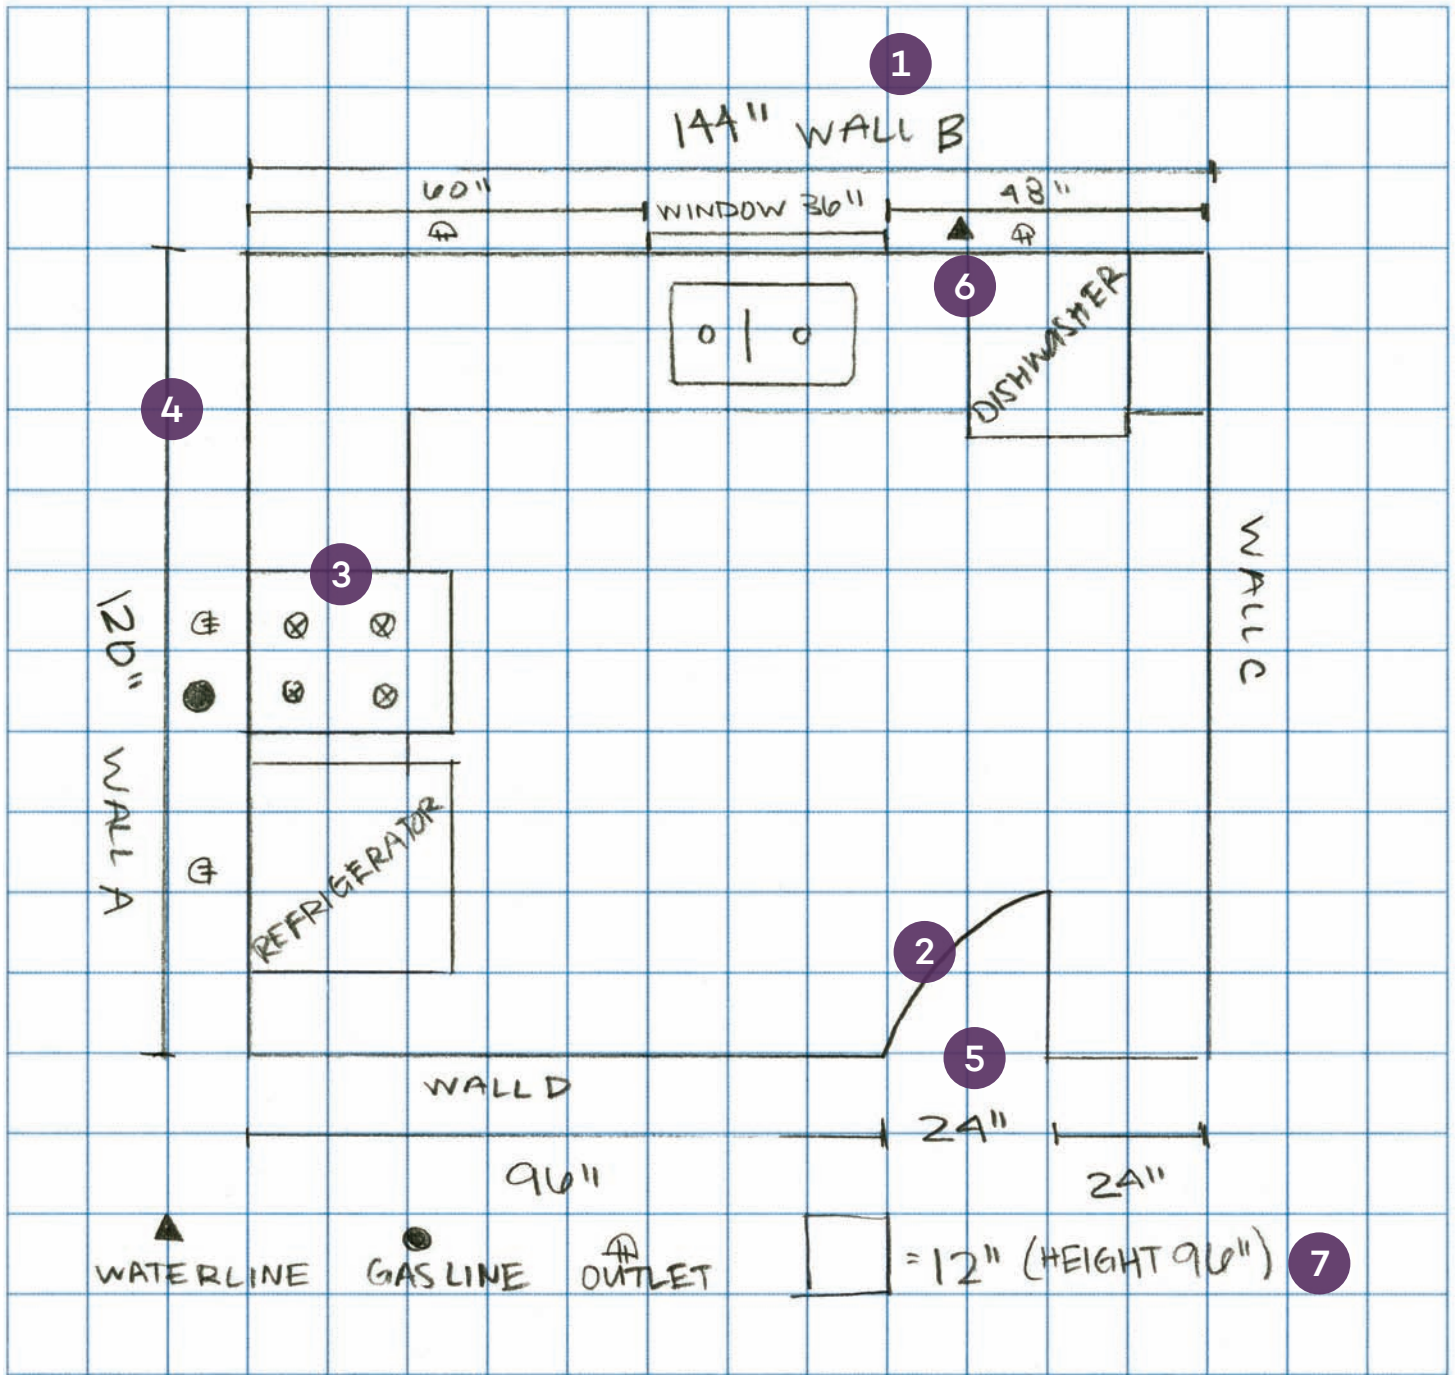 1
144" WALL B
60"
WINDOW 36"
48"
6
DISHWASHER
4
3
WALL C
120"
WALL A
REFRIGERATOR
2
5
WALL D
24"
96"
24"
WATERLINE
GAS LINE
OUTLET
= 12" (HEIGHT 96")
7